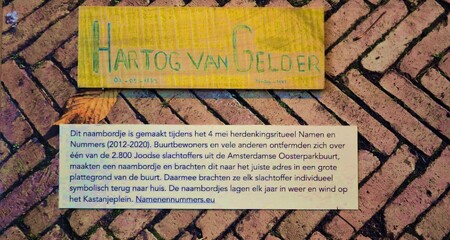 HARTOG VAN GELDER
Dit naambordje is gemaakt tijdens het 4 mei herdenkingsritueel Namen en
Nummers (2012-2020). Buurtbewoners en vele anderen ontfermden zich over
één van de 2.800 Joodse slachtoffers uit de Amsterdamse Oosterparkbuurt,
maakten een naambordje en brachten dit naar het juiste adres in een grote
plattegrond van de buurt. Daarmee brachten ze elk slachtoffer individueel
symbolisch terug naar huis. De naambordjes lagen elk jaar in weer en wind op
het Kastanjeplein. Namenennummers.eu